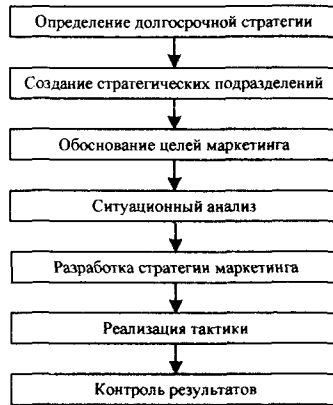 Определение долгосрочной стратегии
Создание стратегических подразделений
Обоснование целей маркетинга
Ситуационный анализ
Разработка стратегии маркетинга
Реализация тактики
Контроль результатов